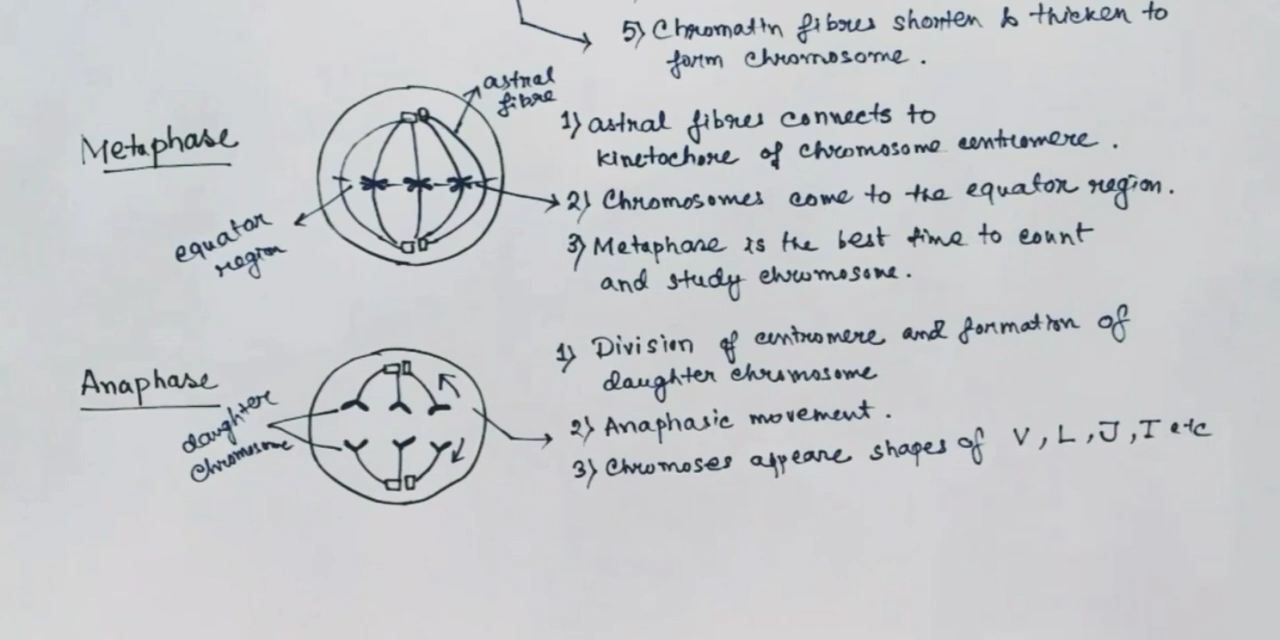 5) Chromatin fibres shorten & thicken to
form chromosome.
Metaphase
astral
fibre
equator
region
1) astral fibres connects to
kinetochore of chromosome centromere.
2) Chromosomes come to the equator region.
3) Metaphase is the best time to count
and study chromosome.
Anaphase
daughter
chromosome
1) Division of centromere and formation of
daughter chromosome
2) Anaphasic movement.
3) Chromoses appeare shapes of V, L, J, I etc